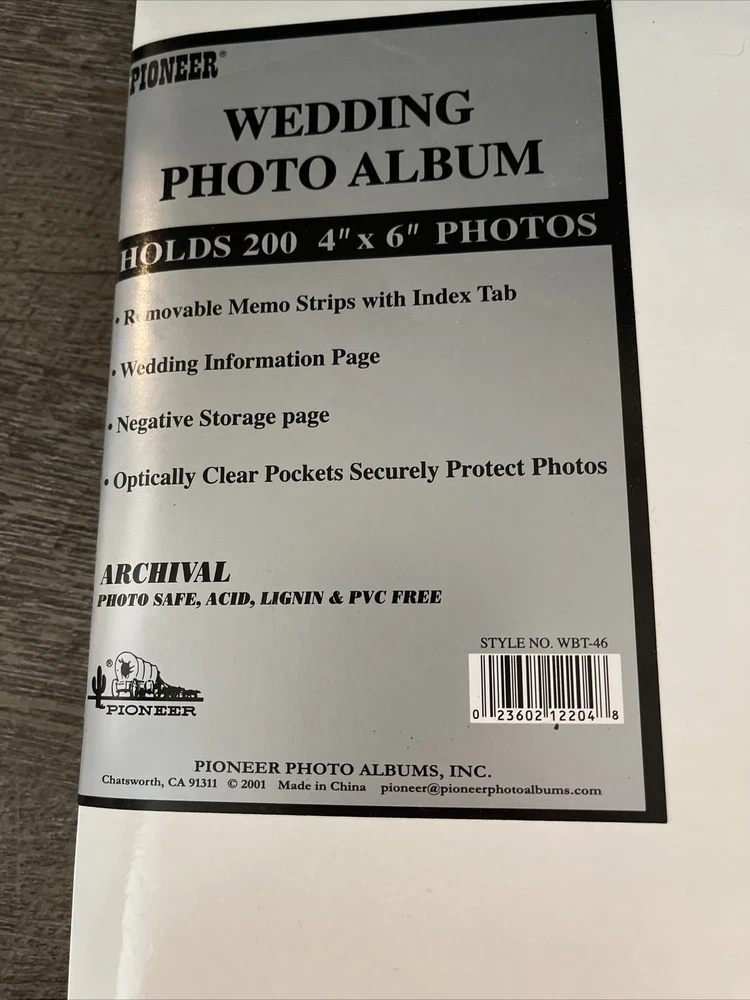 PIONEER®
WEDDING
PHOTO ALBUM
HOLDS 200 4" x 6" PHOTOS
• Removable Memo Strips with Index Tab
• Wedding Information Page
• Negative Storage page
• Optically Clear Pockets Securely Protect Photos
ARCHIVAL
PHOTO SAFE, ACID, LIGNIN & PVC FREE
STYLE NO. WBT-46
0 23602 12204 8
®
PIONEER
PIONEER PHOTO ALBUMS, INC.
Chatsworth, CA 91311 © 2001 Made in China pioneer@pioneerphotoalbums.com